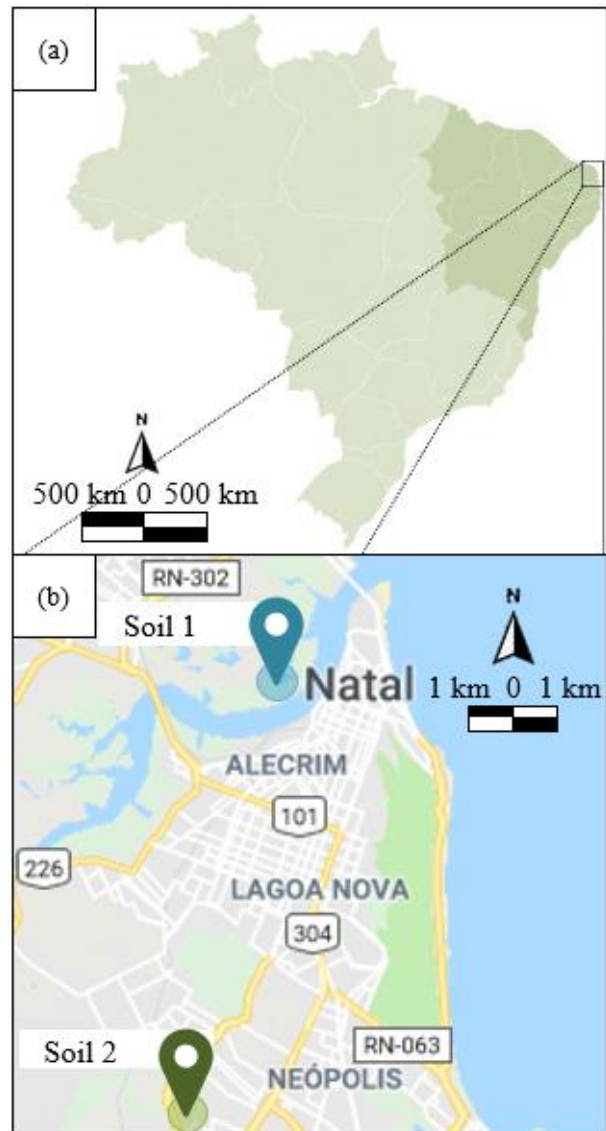 (a)
N
500 km 0 500 km
(b)
RN-302
Soil 1
N
Natal
1 km 0 1 km
ALECRIM
101
226
LAGOA NOVA
304
Soil 2
RN-063
NEÓPOLIS